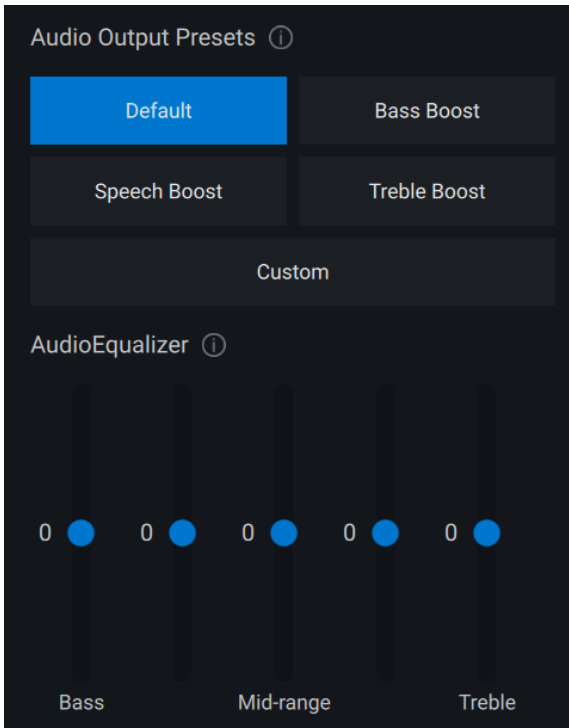 Audio Output Presets
Default Bass Boost
Speech Boost Treble Boost
Custom
AudioEqualizer
0 0 0 0 0
Bass Mid-range Treble